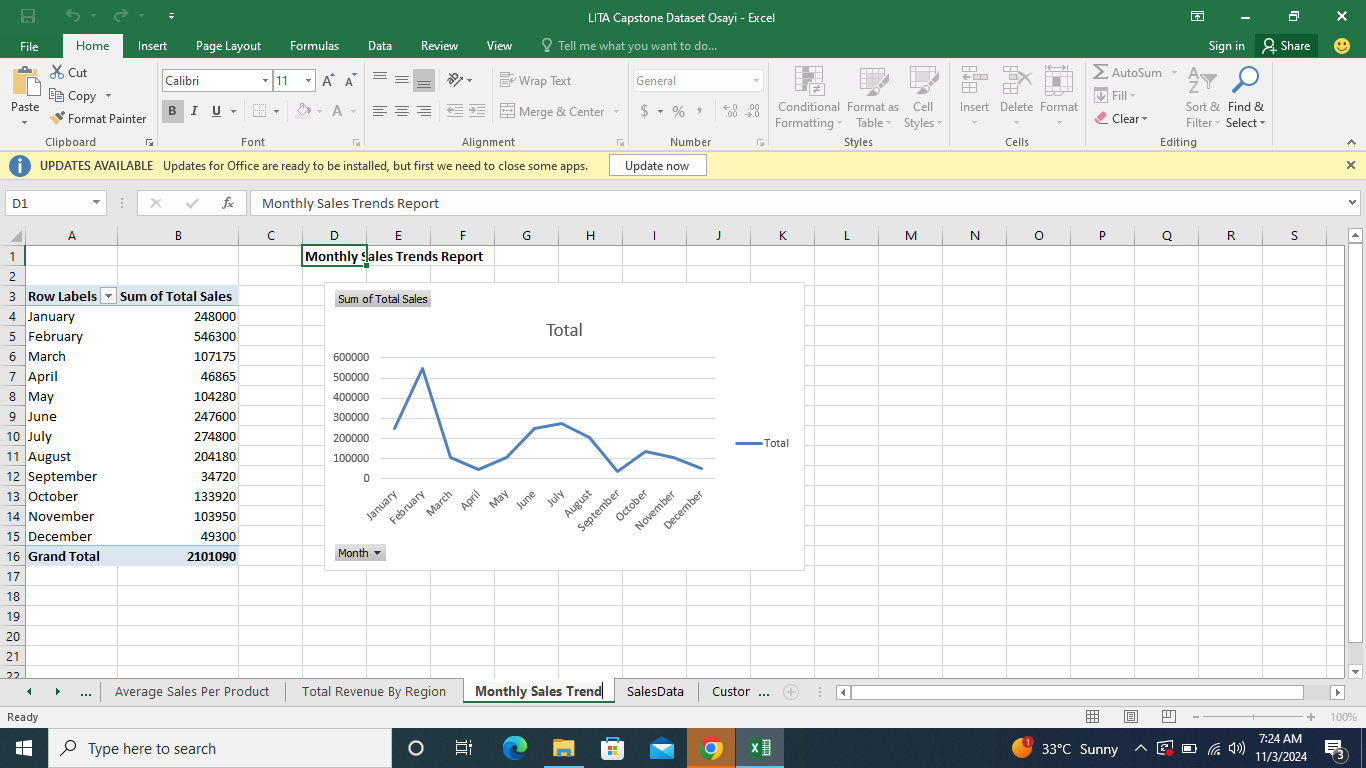 LITA Capstone Dataset Osayi - Excel
File Home Insert Page Layout Formulas Data Review View Tell me what you want to do... Sign in Share
Paste Cut Copy Format Painter Clipboard
Calibri 11 A A B I U A Font
Wrap Text Merge & Center Alignment
General $ % , Number
Conditional Formatting Format as Table Cell Styles Styles
Insert Delete Format Cells
AutoSum Fill Clear Sort & Filter Find & Select Editing
UPDATES AVAILABLE Updates for Office are ready to be installed, but first we need to close some apps. Update now
D1 fx Monthly Sales Trends Report
A B C D E F G H I J K L M N O P Q R S
1 Monthly Sales Trends Report
2
3 Row Labels Sum of Total Sales
4 January 248000
5 February 546300
6 March 107175
7 April 46865
8 May 104280
9 June 247600
10 July 274800
11 August 204180
12 September 34720
13 October 133920
14 November 103950
15 December 49300
16 Grand Total 2101090
17
18
19
20
21
22
Sum of Total Sales
Total
600000
500000
400000
300000
200000
100000
0
January February March April May June July August September October November December
Total
Month
... Average Sales Per Product Total Revenue By Region Monthly Sales Trend SalesData Custor ...
Ready 100%
Type here to search 1 33°C Sunny 7:24 AM
11/3/2024 3